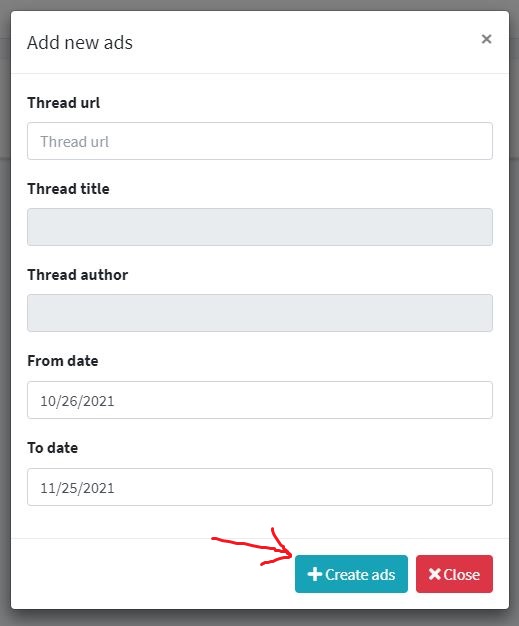 Add new ads ×
Thread url
Thread url
Thread title
Thread author
From date
10/26/2021
To date
11/25/2021
Create ads Close